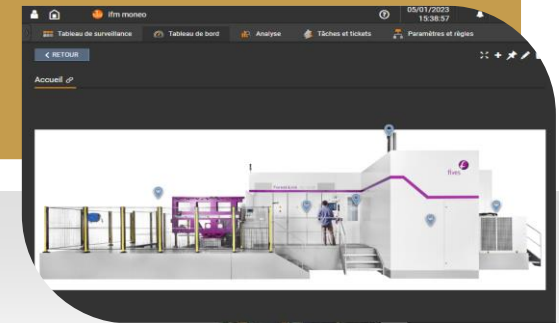 ifm moneo
05/01/2023
15:38:57
Tableau de surveillance
Tableau de bord
Analyse
Tâches et tickets
Paramètres et règles
< RETOUR
Accueil
fives